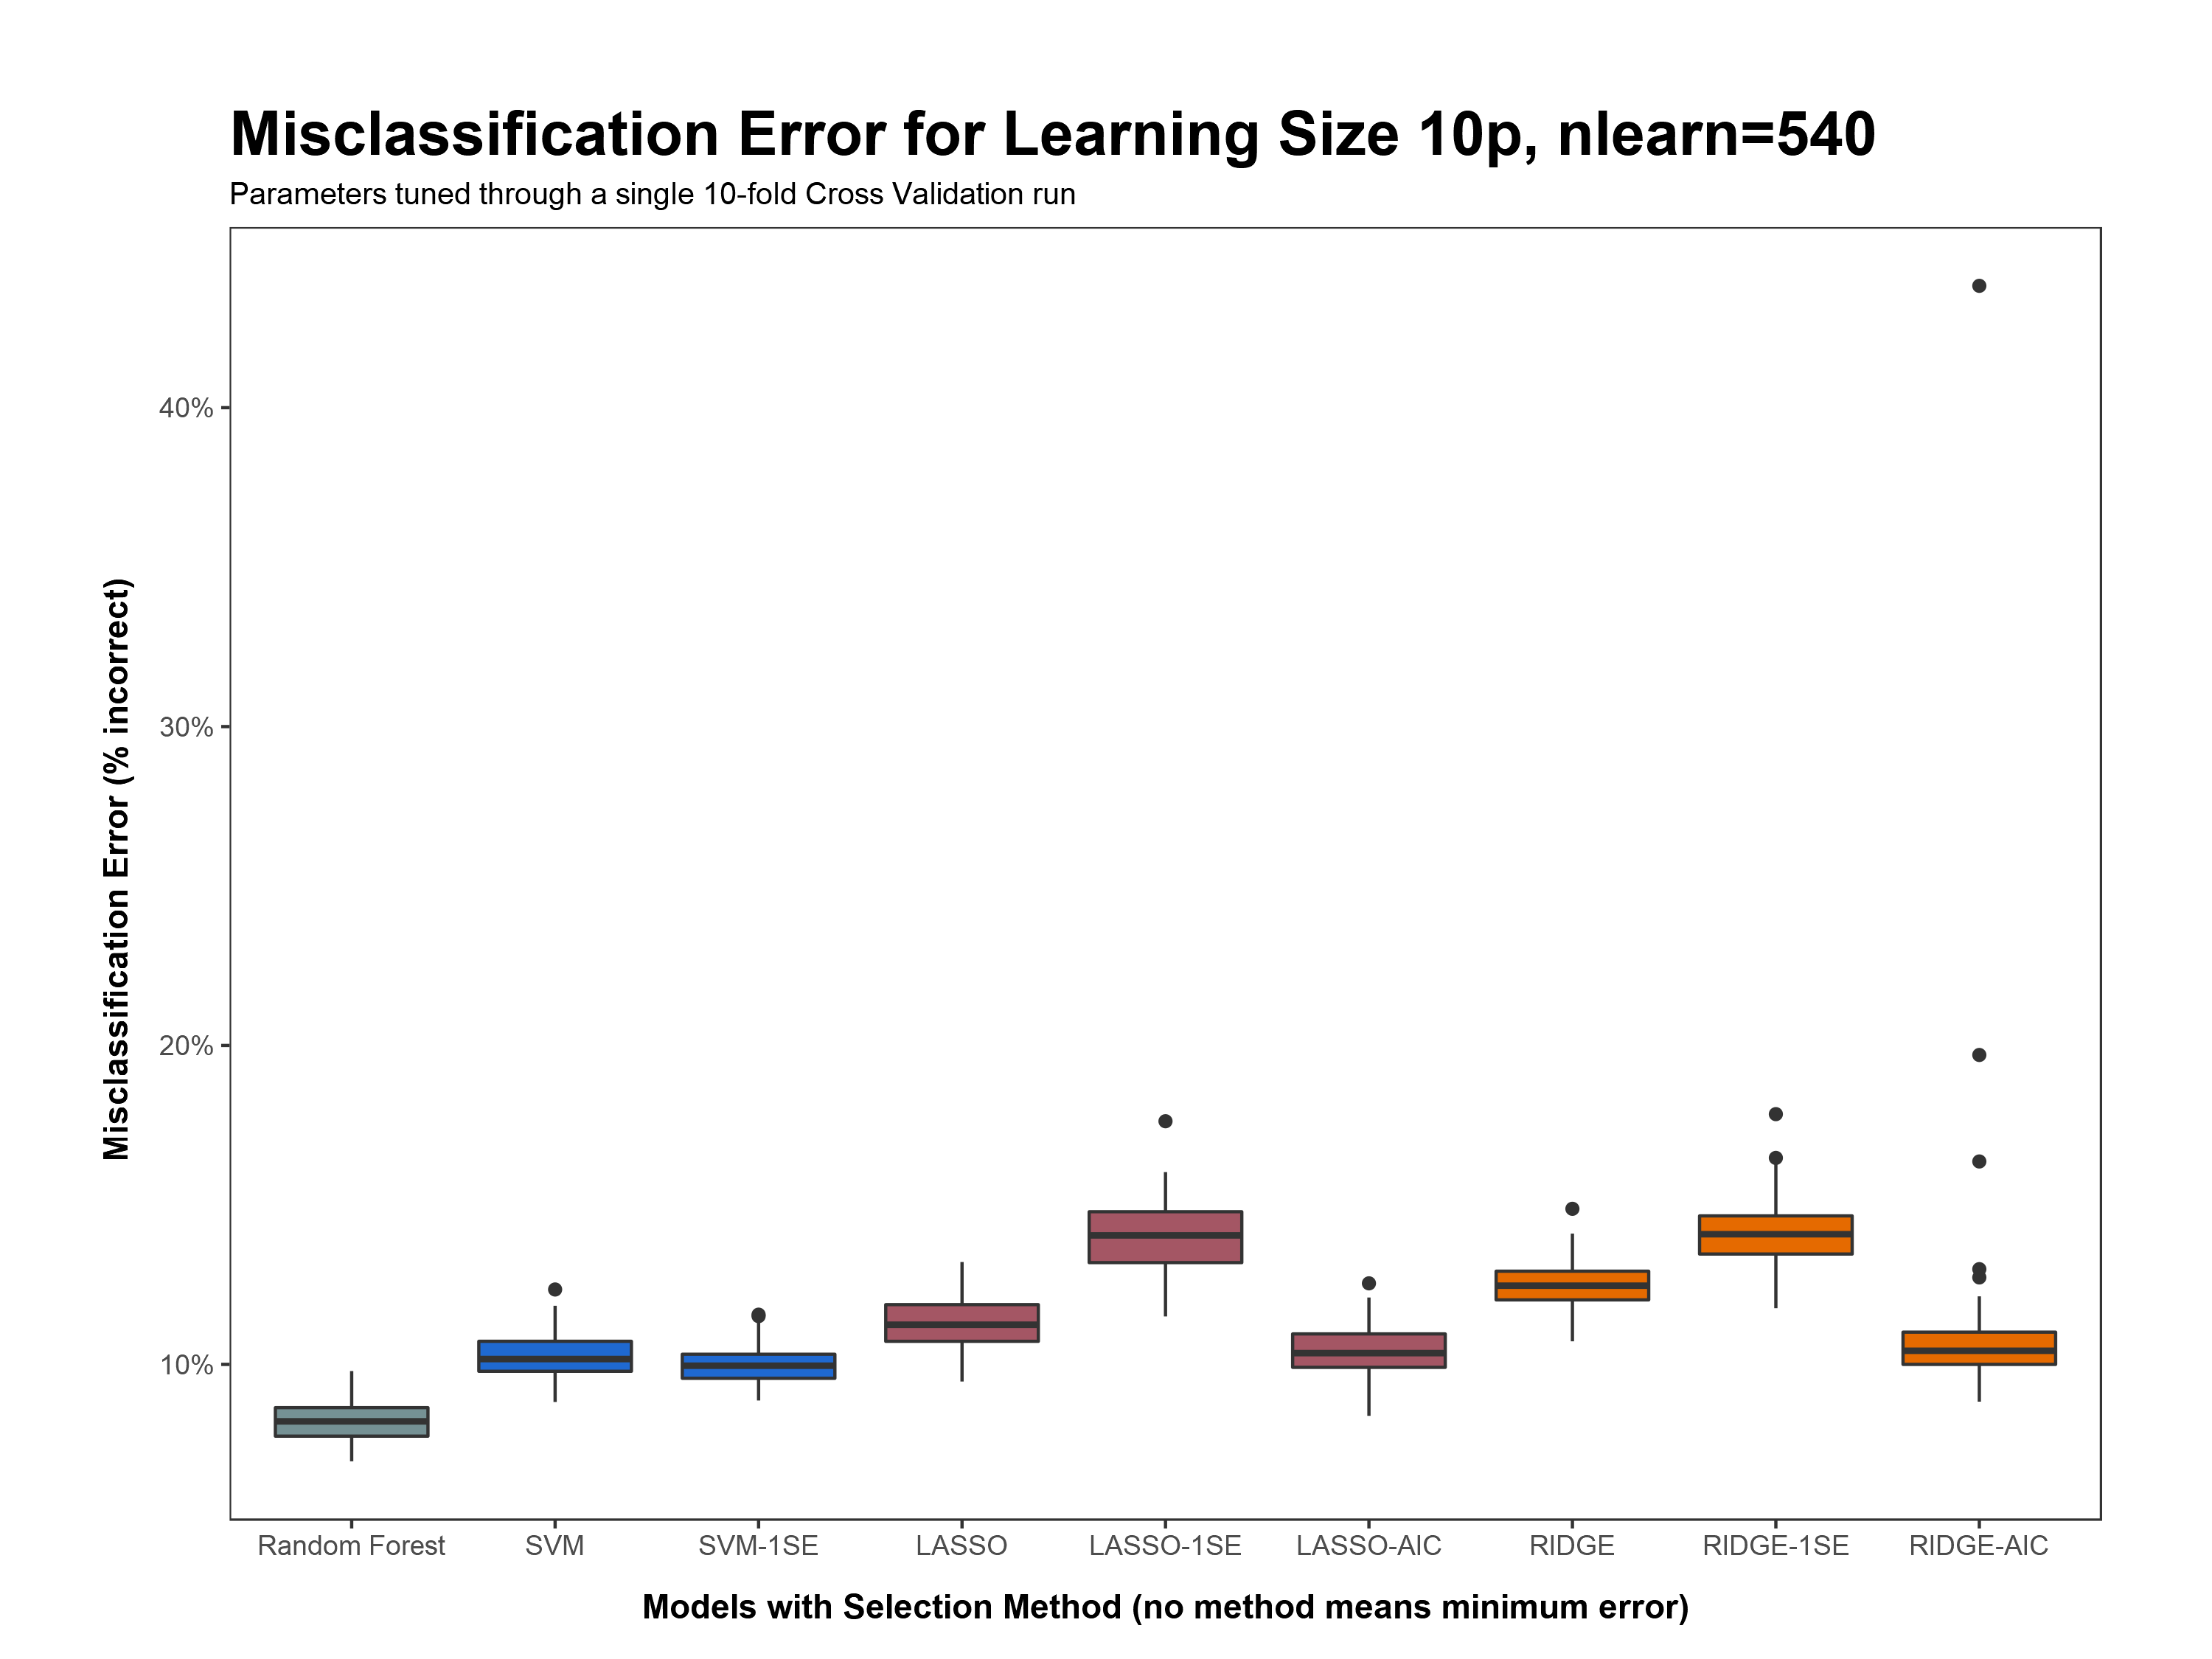 Misclassification Error for Learning Size 10p, nlearn=540
Parameters tuned through a single 10-fold Cross Validation run
Misclassification Error (% incorrect)
40%
30%
20%
10%
Random Forest SVM SVM-1SE LASSO LASSO-1SE LASSO-AIC RIDGE RIDGE-1SE RIDGE-AIC
Models with Selection Method (no method means minimum error)